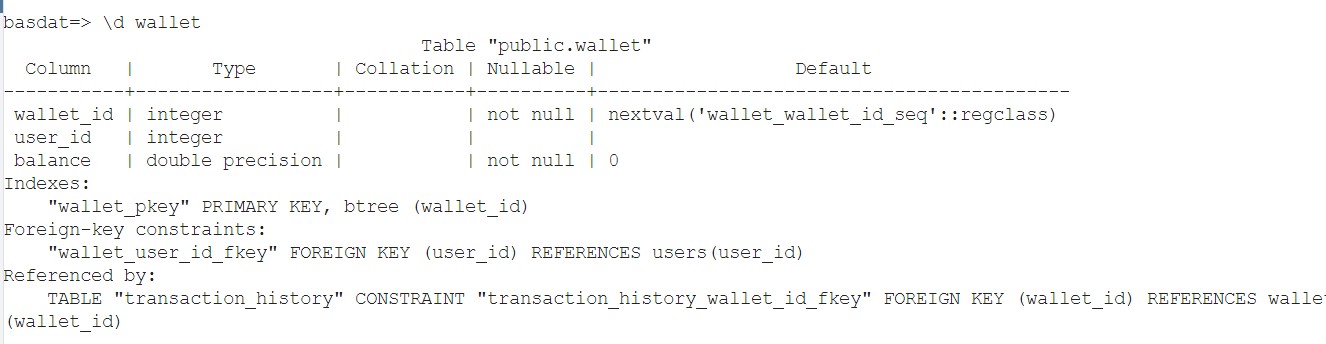 basdat=> \d wallet
                                      Table "public.wallet"
  Column   |       Type       | Collation | Nullable |                  Default
-----------+------------------+-----------+----------+-------------------------------------------
 wallet_id | integer          |           | not null | nextval('wallet_wallet_id_seq'::regclass)
 user_id   | integer          |           |          |
 balance   | double precision |           | not null | 0
Indexes:
    "wallet_pkey" PRIMARY KEY, btree (wallet_id)
Foreign-key constraints:
    "wallet_user_id_fkey" FOREIGN KEY (user_id) REFERENCES users(user_id)
Referenced by:
    TABLE "transaction_history" CONSTRAINT "transaction_history_wallet_id_fkey" FOREIGN KEY (wallet_id) REFERENCES walle
(wallet_id)